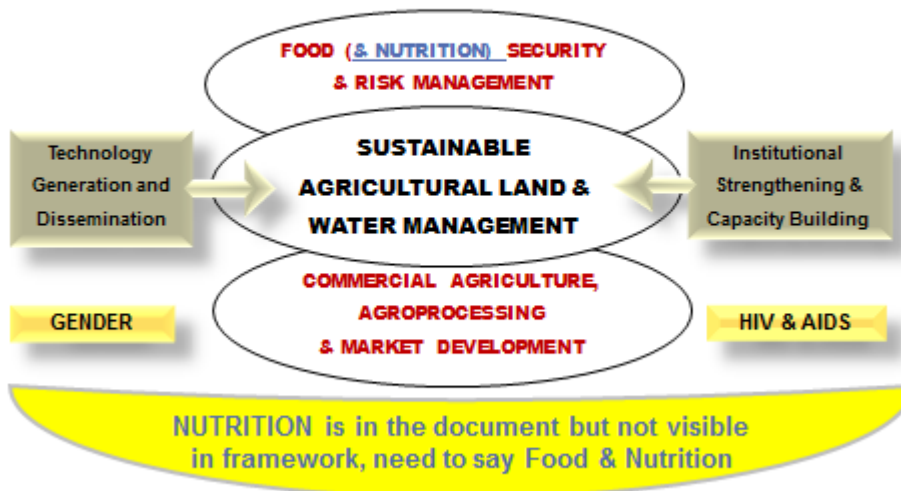 FOOD (& NUTRITION) SECURITY
& RISK MANAGEMENT
SUSTAINABLE
AGRICULTURAL LAND &
WATER MANAGEMENT
Technology
Generation and
Dissemination
Institutional
Strengthening &
Capacity Building
COMMERCIAL AGRICULTURE,
AGROPROCESSING
& MARKET DEVELOPMENT
GENDER
HIV & AIDS
NUTRITION is in the document but not visible
in framework, need to say Food & Nutrition